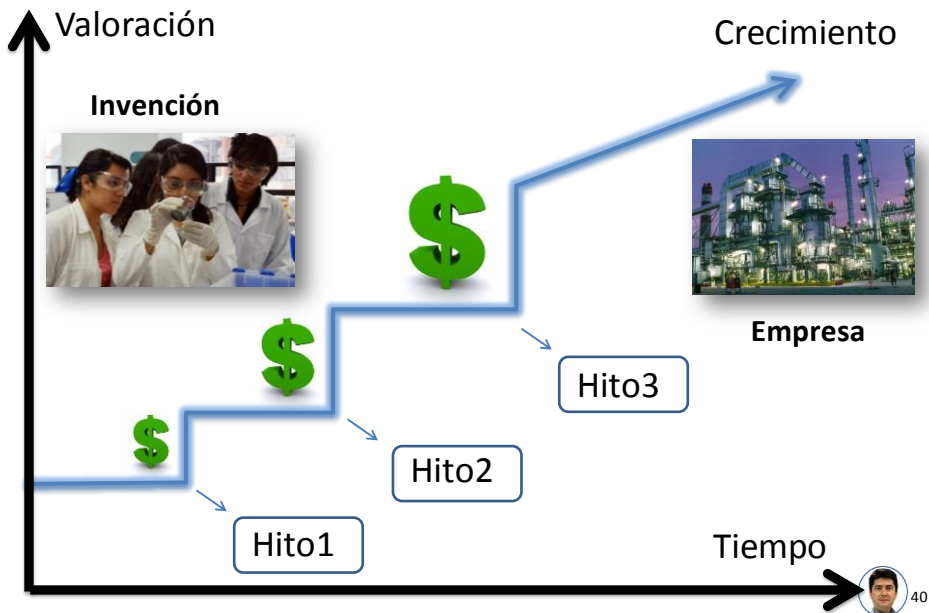 Valoración
Crecimiento
Invención
$
$
$
Empresa
Hito3
Hito2
Hito1
Tiempo
40